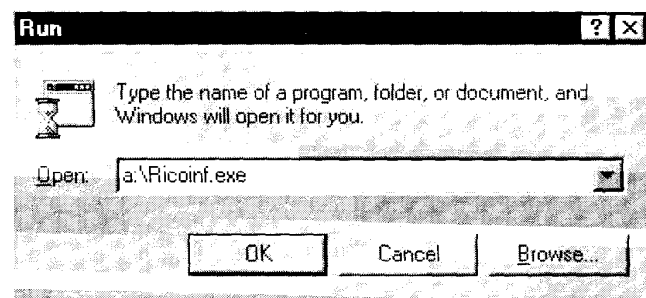 Run
Type the name of a program, folder, or document, and
Windows will open it for you.
Open: a:\Ricoinf.exe
OK Cancel Browse...